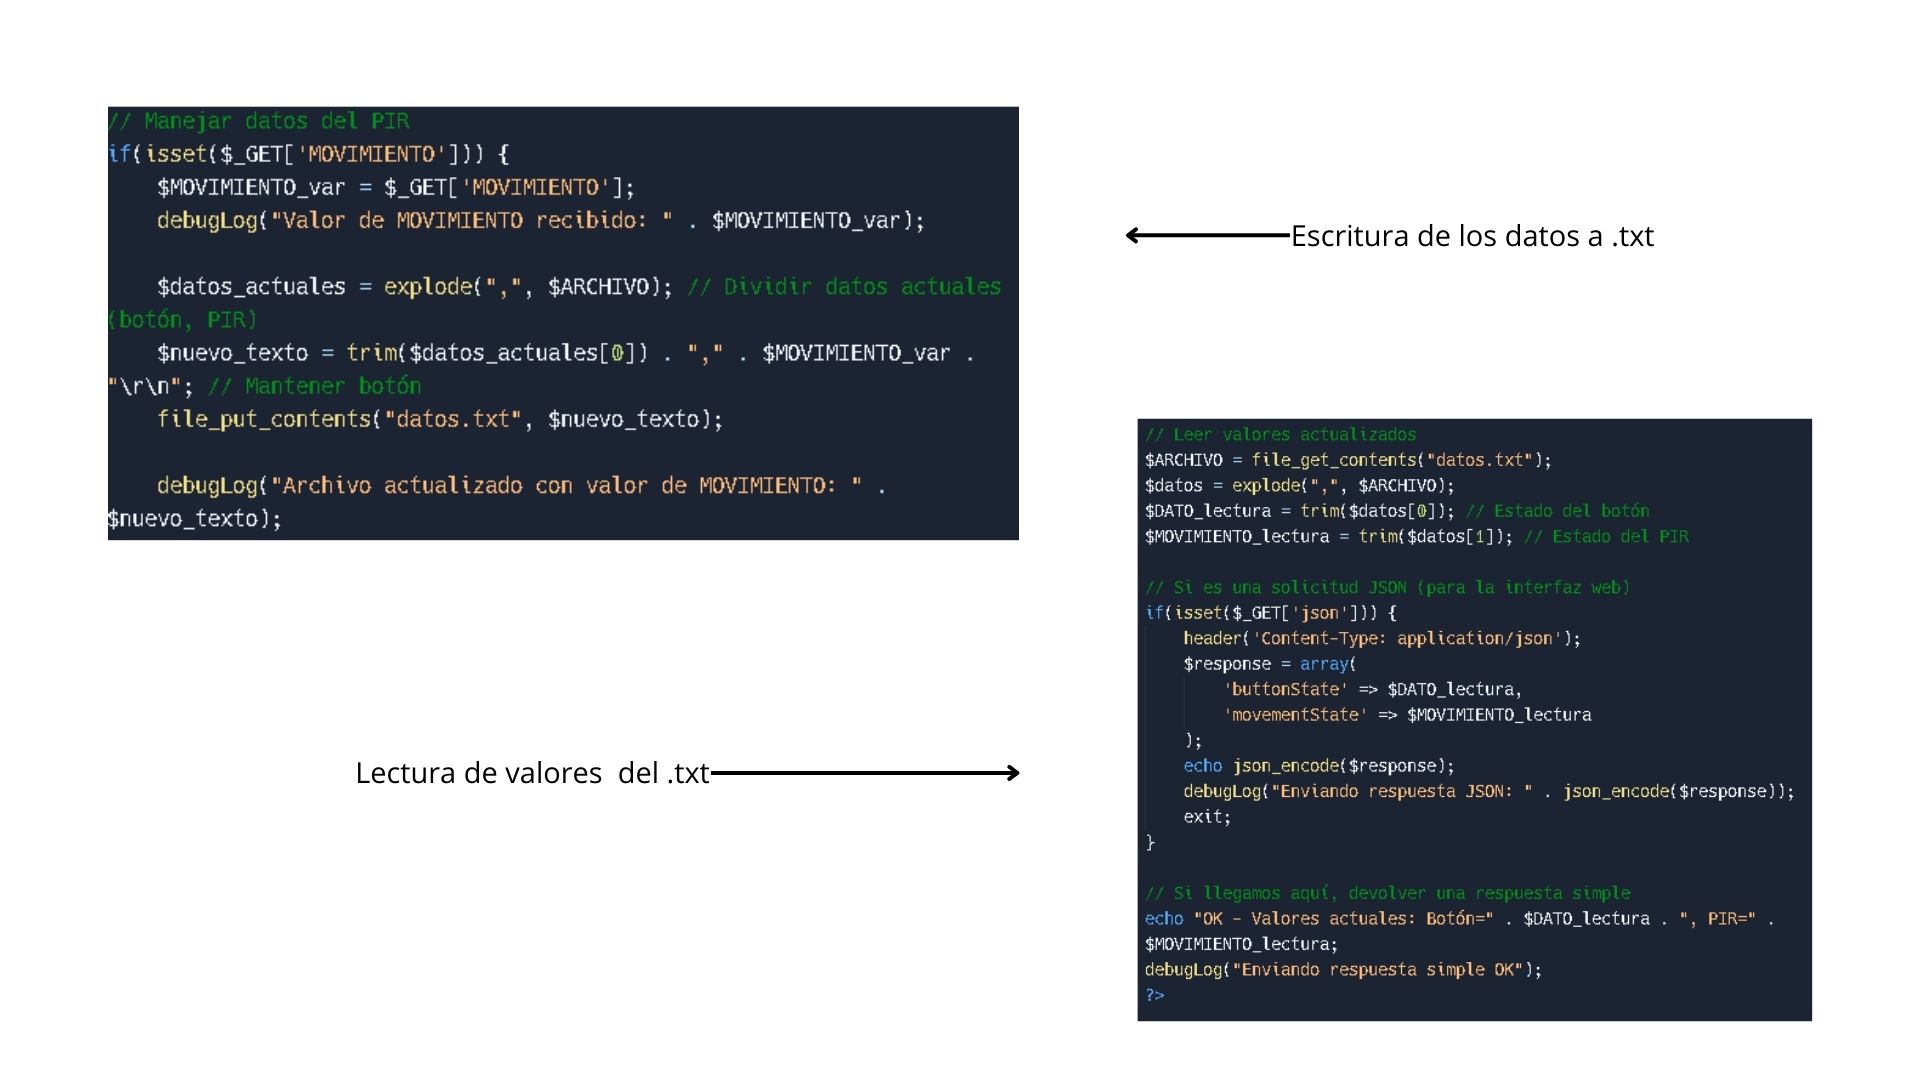 // Manejar datos del PIR
if(isset($_GET['MOVIMIENTO'])) {
    $MOVIMIENTO_var = $_GET['MOVIMIENTO'];
    debugLog("Valor de MOVIMIENTO recibido: " . $MOVIMIENTO_var);
    $datos_actuales = explode(",", $ARCHIVO); // Dividir datos actuales
(botón, PIR)
    $nuevo_texto = trim($datos_actuales[0]) . "," . $MOVIMIENTO_var .
"\r\n"; // Mantener botón
    file_put_contents("datos.txt", $nuevo_texto);
    debugLog("Archivo actualizado con valor de MOVIMIENTO: " .
$nuevo_texto);
Escritura de los datos a .txt
Lectura de valores  del .txt
// Leer valores actualizados
$ARCHIVO = file_get_contents("datos.txt");
$datos = explode(",", $ARCHIVO);
$DATO_lectura = trim($datos[0]); // Estado del botón
$MOVIMIENTO_lectura = trim($datos[1]); // Estado del PIR
// Si es una solicitud JSON (para la interfaz web)
if(isset($_GET['json'])) {
    header('Content-Type: application/json');
    $response = array(
        'buttonState' => $DATO_lectura,
        'movementState' => $MOVIMIENTO_lectura
    );
    echo json_encode($response);
    debugLog("Enviando respuesta JSON: " . json_encode($response));
    exit;
}
// Si llegamos aquí, devolver una respuesta simple
echo "OK - Valores actuales: Botón=" . $DATO_lectura . ", PIR=" .
$MOVIMIENTO_lectura;
debugLog("Enviando respuesta simple OK");
?>